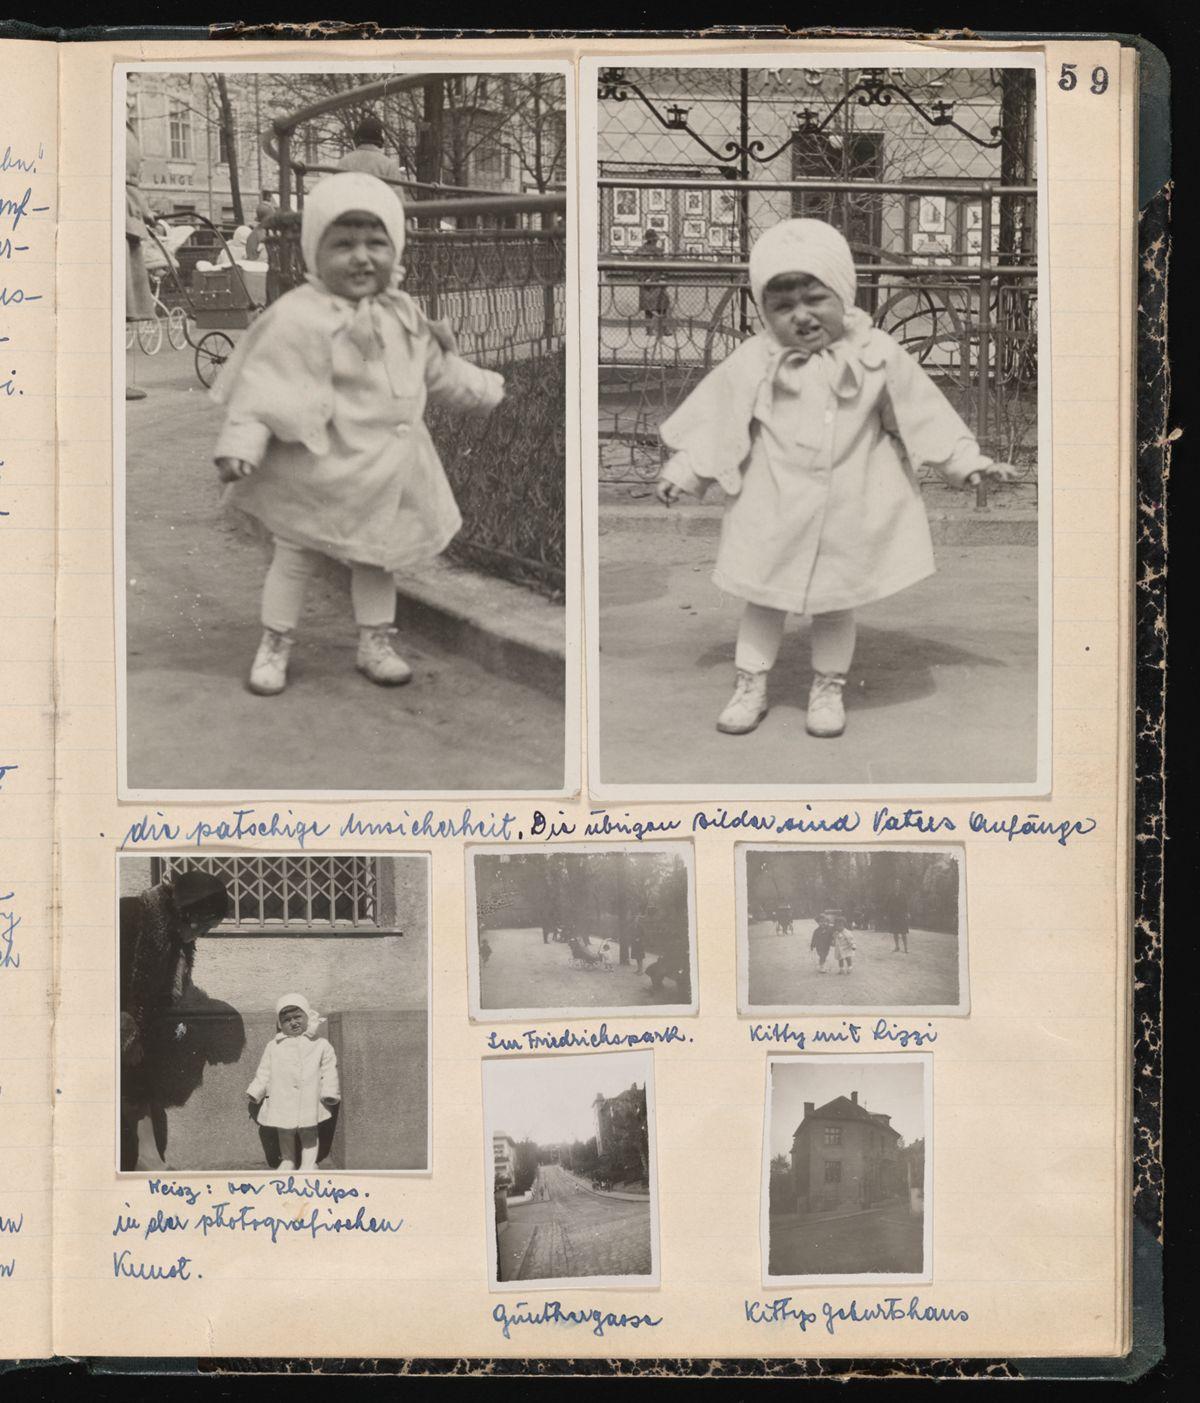 59
LANGE
die patschige Unsicherheit. Die übrigen Bilder sind Vaters Anfänge
Im Friedrichspark.
Kitty mit Lizzi
vor Philips.
in der photografischen
Kunst.
Günthergasse
Kittys Geburtshaus